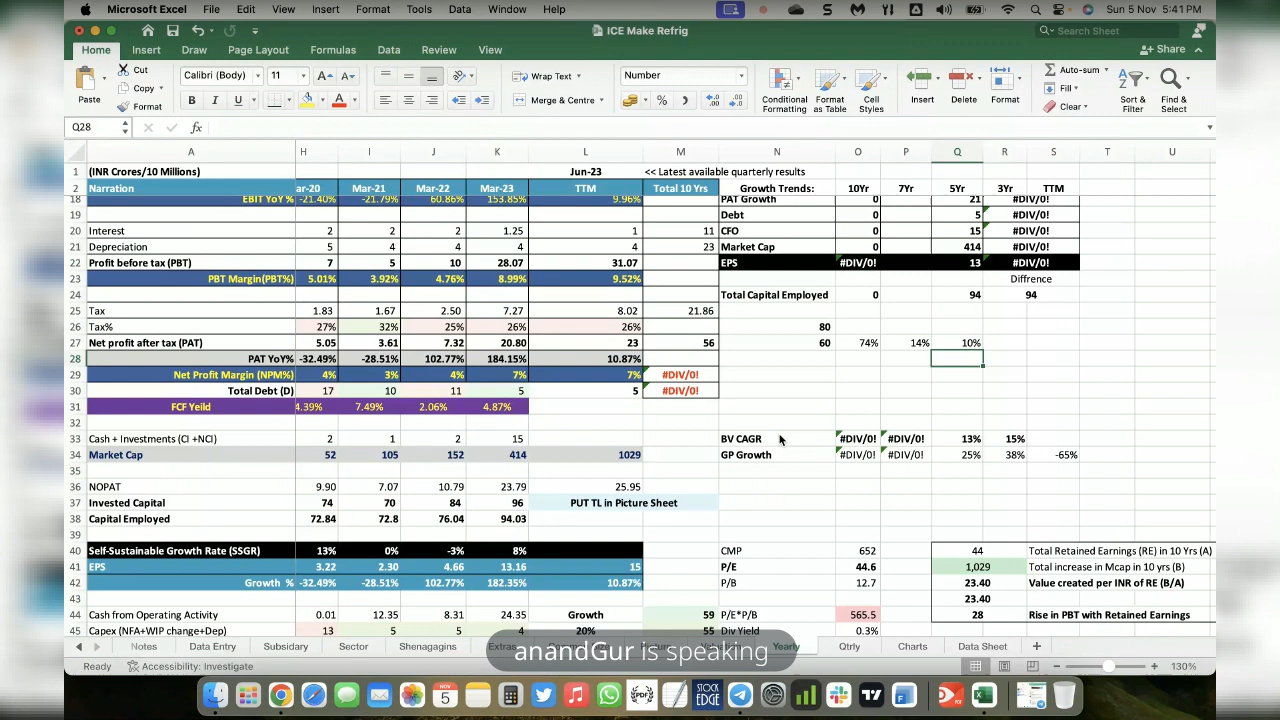 Microsoft Excel File Edit View Insert Format Tools Data Window Help Sun 5 Nov 5:41 PM
ICE Make Refrig Search Sheet
Home Insert Draw Page Layout Formulas Data Review View Share
Paste Cut Copy Format Calibri (Body) 11 Wrap Text Merge & Centre Number Conditional Formatting Format as Table Cell Styles Insert Delete Format Auto-sum Fill Clear Sort & Filter Find & Select
Q28 fx
A H I J K L M N O P Q R S T U
1 (INR Crores/10 Millions) Jun-23 << Latest available quarterly results
2 Narration ar-20 Mar-21 Mar-22 Mar-23 TTM Total 10 Yrs Growth Trends: 10Yr 7Yr 5Yr 3Yr TTM
18 EBIT YoY % -21.40% -21.79% 60.86% 153.85% 9.96% PAT Growth 0 21 #DIV/0!
19 Debt 0 5 #DIV/0!
20 Interest 2 2 2 1.25 1 11 CFO 0 15 #DIV/0!
21 Depreciation 5 4 4 4 4 23 Market Cap 0 414 #DIV/0!
22 Profit before tax (PBT) 7 5 10 28.07 31.07 EPS #DIV/0! 13 #DIV/0!
23 PBT Margin(PBT%) 5.01% 3.92% 4.76% 8.99% 9.52% Diffrence
24 Total Capital Employed 0 94 94
25 Tax 1.83 1.67 2.50 7.27 8.02 21.86
26 Tax% 27% 32% 25% 26% 26% 80
27 Net profit after tax (PAT) 5.05 3.61 7.32 20.80 23 56 60 74% 14% 10%
28 PAT YoY% -32.49% -28.51% 102.77% 184.15% 10.87%
29 Net Profit Margin (NPM%) 4% 3% 4% 7% 7% #DIV/0!
30 Total Debt (D) 17 10 11 5 5 #DIV/0!
31 FCF Yeild 4.39% 7.49% 2.06% 4.87%
32
33 Cash + Investments (CI +NCI) 2 1 2 15 BV CAGR #DIV/0! #DIV/0! 13% 15%
34 Market Cap 52 105 152 414 1029 GP Growth #DIV/0! #DIV/0! 25% 38% -65%
35
36 NOPAT 9.90 7.07 10.79 23.79 25.95
37 Invested Capital 74 70 84 96 PUT TL in Picture Sheet
38 Capital Employed 72.84 72.8 76.04 94.03
39
40 Self-Sustainable Growth Rate (SSGR) 13% 0% -3% 8% CMP 652 44 Total Retained Earnings (RE) in 10 Yrs (A)
41 EPS 3.22 2.30 4.66 13.16 15 P/E 44.6 1,029 Total increase in Mcap in 10 yrs (B)
42 Growth % -32.49% -28.51% 102.77% 182.35% 10.87% P/B 12.7 23.40 Value created per INR of RE (B/A)
43 23.40
44 Cash from Operating Activity 0.01 12.35 8.31 24.35 Growth 59 P/E*P/B 565.5 28 Rise in PBT with Retained Earnings
45 Capex (NFA+WIP change+Dep) 13 5 5 4 20% 55 Div Yield 0.3%
Notes Data Entry Subsidary Sector Shenagagins Extras Yearly Qtrly Charts Data Sheet
anandGur is speaking
Ready Accessibility: Investigate 130%
NOV 5 PDF STOCK EDGE